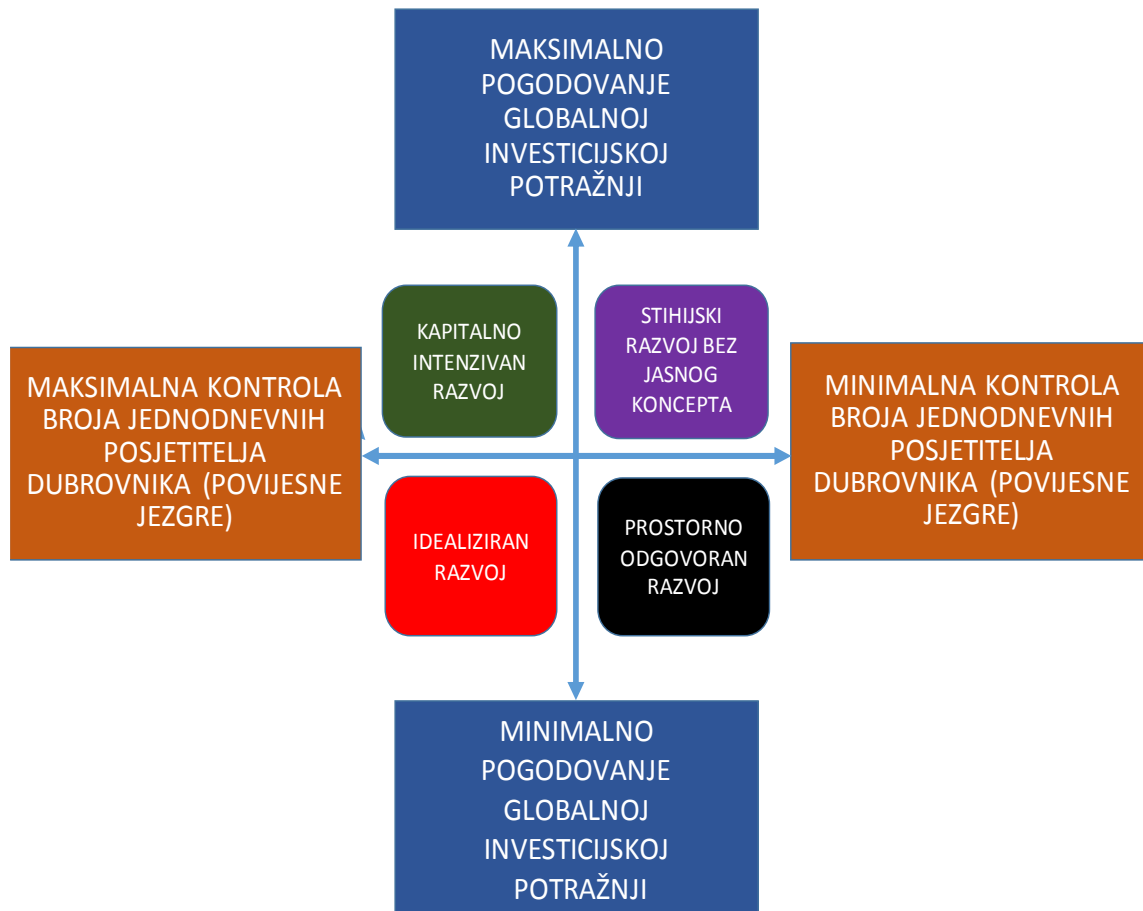 MAKSIMALNO
POGODOVANJE
GLOBALNOJ
INVESTICIJSKOJ
POTRAŽNJI
KAPITALNO
INTENZIVAN
RAZVOJ
STIHIJSKI
RAZVOJ BEZ
JASNOG
KONCEPTA
MAKSIMALNA KONTROLA
BROJA JEDNODNEVNIH
POSJETITELJA
DUBROVNIKA (POVIJESNE
JEZGRE)
MINIMALNA KONTROLA
BROJA JEDNODNEVNIH
POSJETITELJA
DUBROVNIKA (POVIJESNE
JEZGRE)
IDEALIZIRAN
RAZVOJ
PROSTORNO
ODGOVORAN
RAZVOJ
MINIMALNO
POGODOVANJE
GLOBALNOJ
INVESTICIJSKOJ
POTRAŽNJI